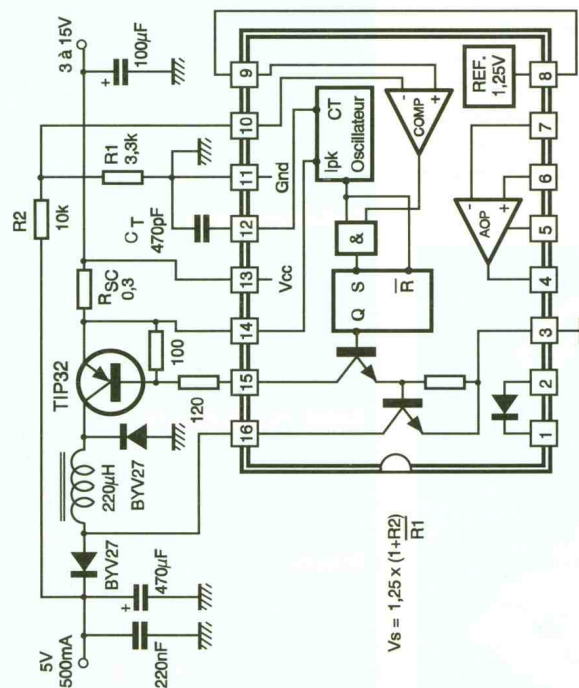 3 à 15V
+
100µF
R2
10k
R1
3,3k
C T
470pF
R SC
0,3
TIP32
100
120
220µH
BYV27
BYV27
5V
500mA
+
470µF
220nF
9
10
11
12
13
14
15
16
Gnd
Vcc
CT
Ipk
Oscillateur
-
+
COMP
&
S
Q
R
REF.
1,25V
-
+
AOP
8
7
6
5
4
3
2
1
Vs = 1,25 x (1+R2)
R1